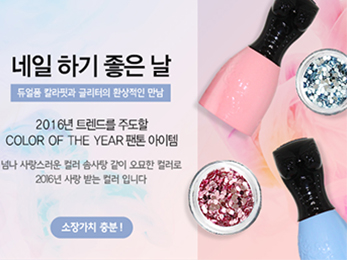 네일 하기 좋은 날
듀얼폼 칼라핏과 글리터의 환상적인 만남
2016년 트렌드를 주도할
COLOR OF THE YEAR 팬톤 아이템
넘나 사랑스러운 컬러 솜사탕 같이 오묘한 컬러로
2016년 사랑 받는 컬러 입니다
소장가치 충분 !